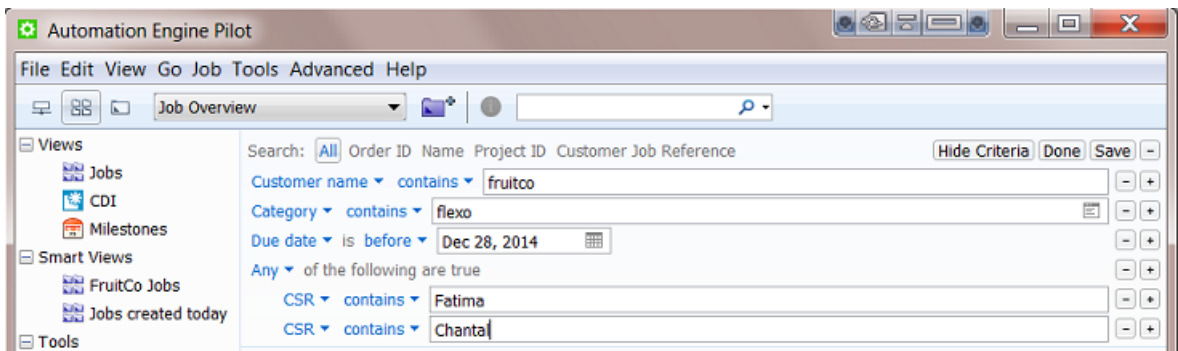 Automation Engine Pilot
File Edit View Go Job Tools Advanced Help
Job Overview
Views
Jobs
CDI
Milestones
Smart Views
FruitCo Jobs
Jobs created today
Tools
Search: All Order ID Name Project ID Customer Job Reference Hide Criteria Done Save -
Customer name contains fruitco - +
Category contains flexo - +
Due date is before Dec 28, 2014 - +
Any of the following are true - +
CSR contains Fatima - +
CSR contains Chantal - +